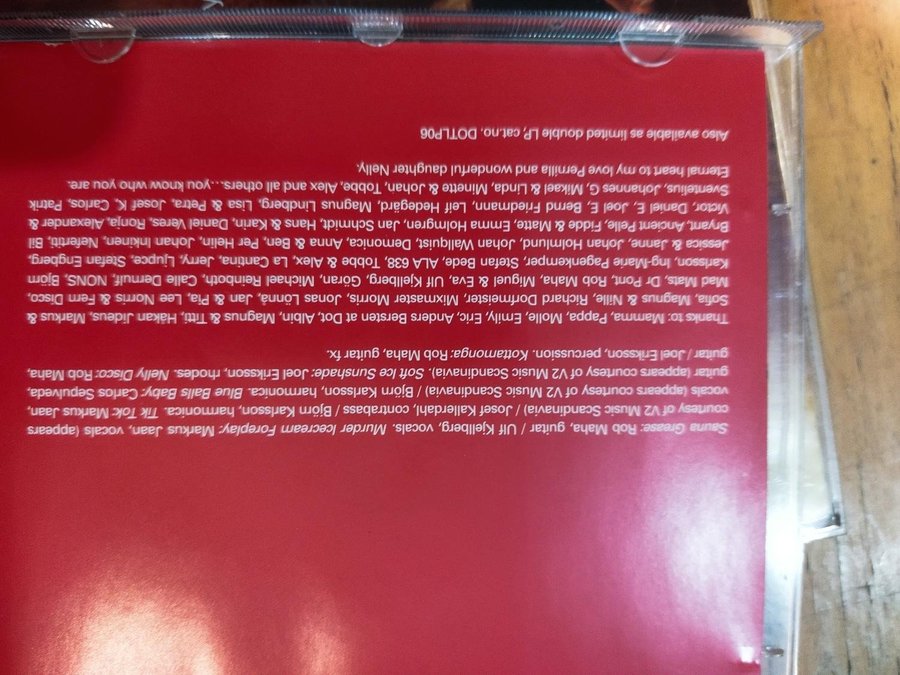 Sauna Grease: Rob Maha, guitar / Ulf Kjellberg, vocals. Murder Icecream Foreplay: Markus Jaan, vocals (appears
courtesy of V2 Music Scandinavia) / Josef Kallerdahl, contrabass / Björn Karlsson, harmonica. Tik Tok: Markus Jaan,
vocals (appears courtesy of V2 Music Scandinavia) / Björn Karlsson, harmonica. Blue Balls Baby: Carlos Sepulveda,
guitar (appears courtesy of V2 Music Scandinavia). Soft Ice Sunshade: Joel Eriksson, rhodes. Nelly Disco: Rob Maha,
guitar / Joel Eriksson, percussion. Kottamonga: Rob Maha, guitar fx.
Thanks to: Mamma, Pappa, Molle, Emily, Eric, Anders Bersten at Dot, Albin, Magnus & Titti, Håkan Jideus, Markus &
Sofia, Magnus & Nille, Richard Dorfmeister, Mixmaster Morris, Jonas Lönnå, Jan & Pia, Lee Norris & Fem Disco,
Mad Mats, Dr Pont, Rob Maha, Miguel & Eva, Ulf Kjellberg, Göran, Michael Reinboth, Calle Dernulf, NONS, Björn
Karlsson, Ing-Marie Pagenkemper, Stefan Bede, ALA 638, Tobbe & Alex, La Cantina, Jerry, Ljupce, Stefan Engberg,
Jessica & Janne, Johan Holmlund, Johan Wallquist, Demonica, Anna & Ben, Per Helin, Johan Inkinen, Nefertiti, Bil
Bryant, Ancient Pelle, Fidde & Matte, Emma Holmgren, Jan Schmidt, Hans & Karin, Daniel Veres, Ronja, Alexander &
Victor, Daniel E, Joel E, Bernd Friedmann, Leif Hedegård, Magnus Lindberg, Lisa & Petra, Josef K, Carlos, Patrik
Sventelius, Johannes G, Mikael & Linda, Minette & Johan, Tobbe, Alex and all others...you know who you are.
Eternal heart to my love Pernilla and wonderful daughter Nelly.
Also available as limited double LP, cat.no. DOTLP06